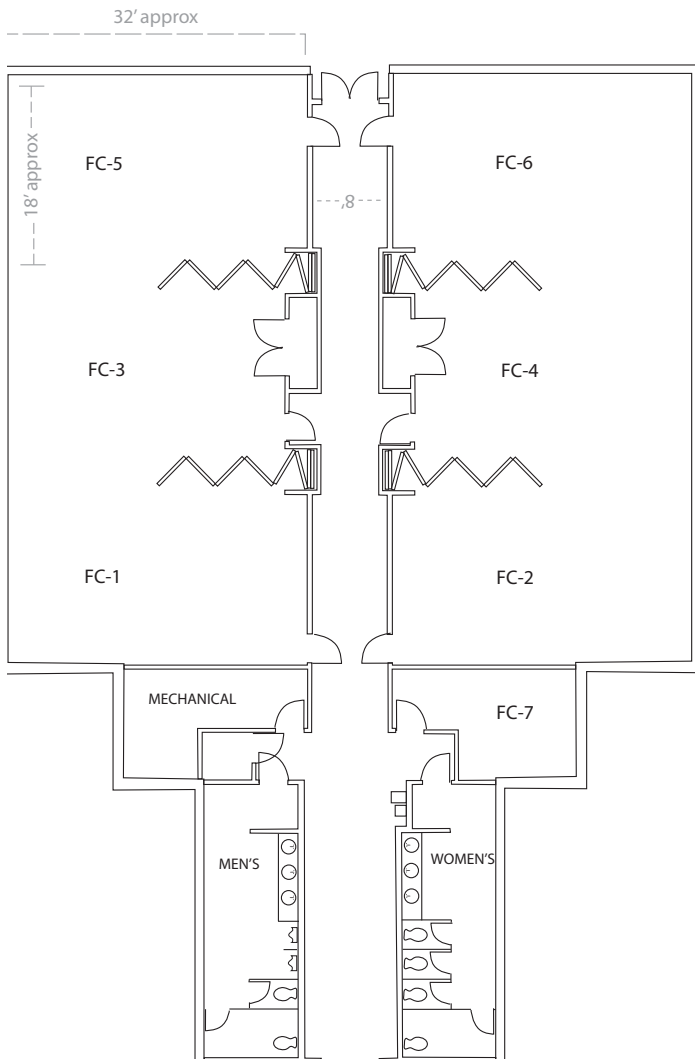 32' approx
18' approx
FC-5
FC-6
8'
FC-3
FC-4
FC-1
FC-2
MECHANICAL
FC-7
MEN'S
WOMEN'S